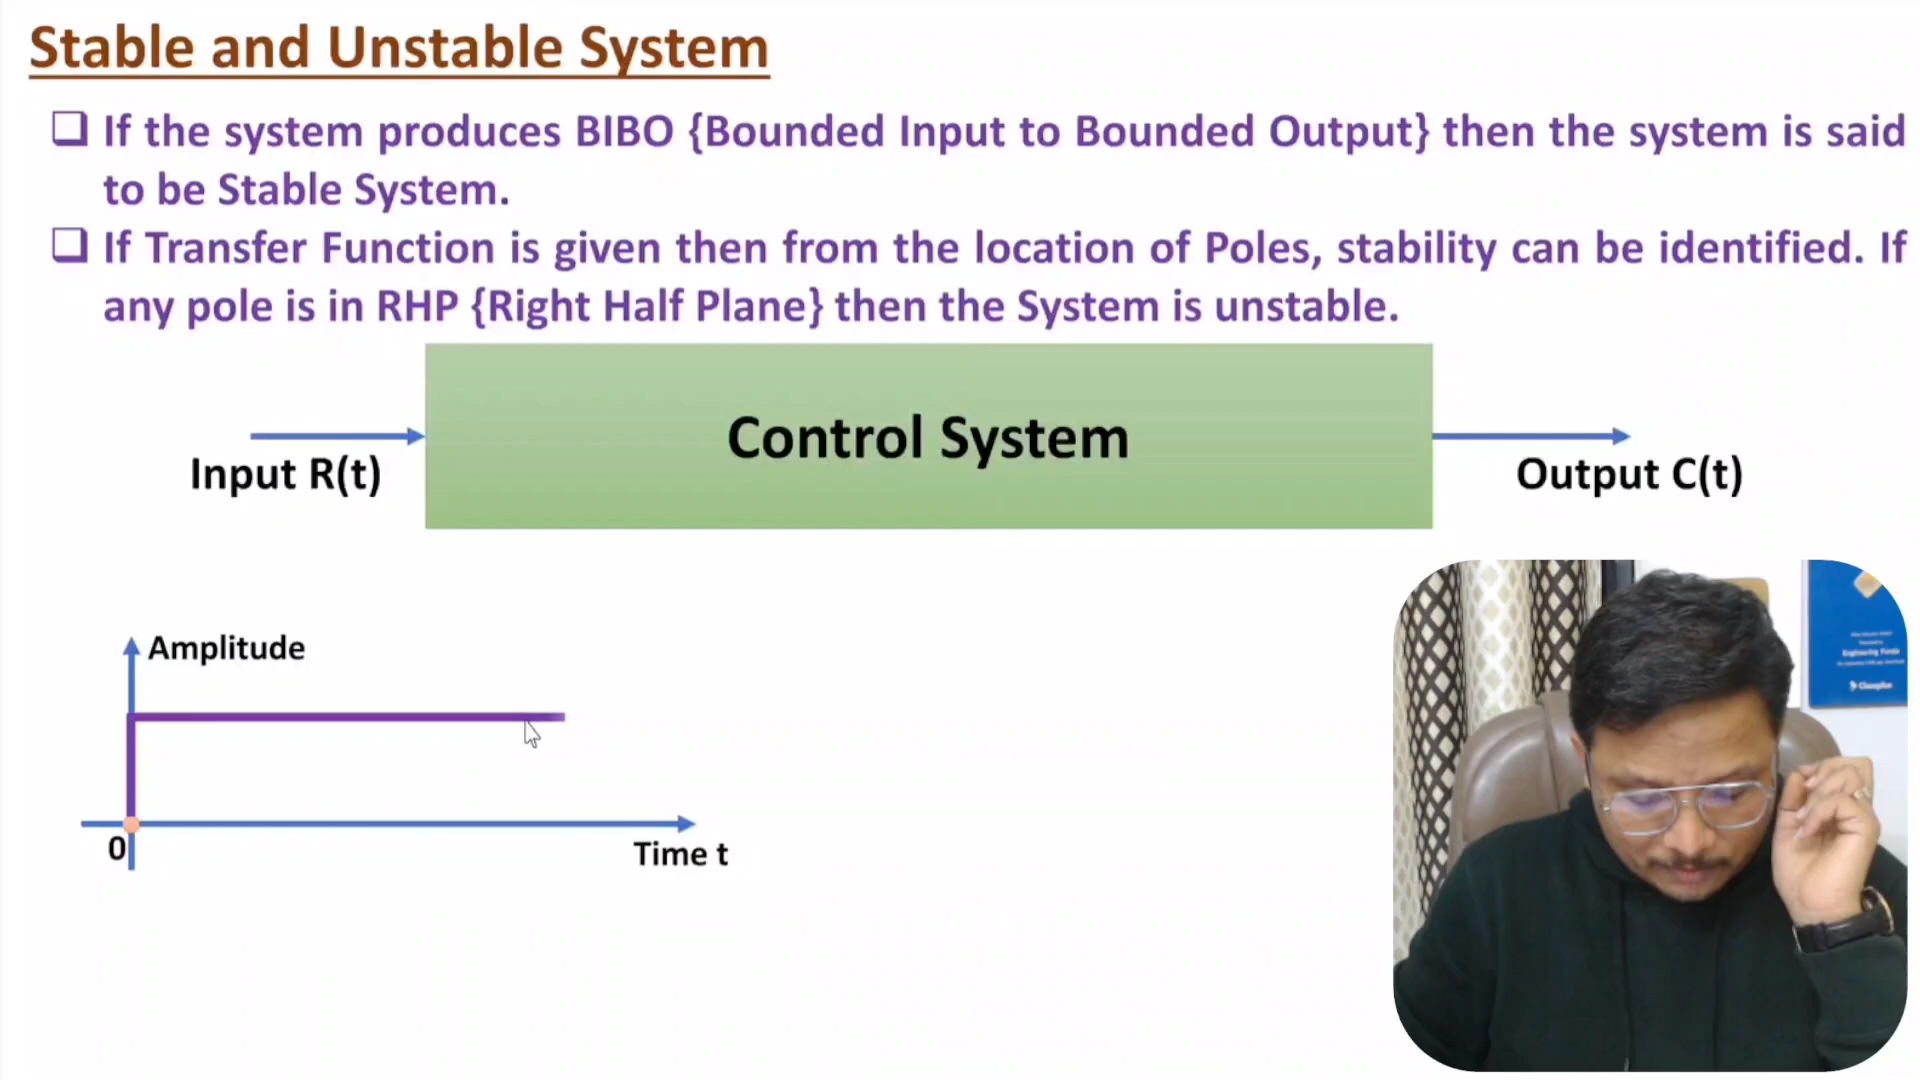 Stable and Unstable System
❑ If the system produces BIBO {Bounded Input to Bounded Output} then the system is said
to be Stable System.
❑ If Transfer Function is given then from the location of Poles, stability can be identified. If
any pole is in RHP {Right Half Plane} then the System is unstable.
Control System
Input R(t)
Output C(t)
Amplitude
0
Time t
Engineering Funda
Classplus